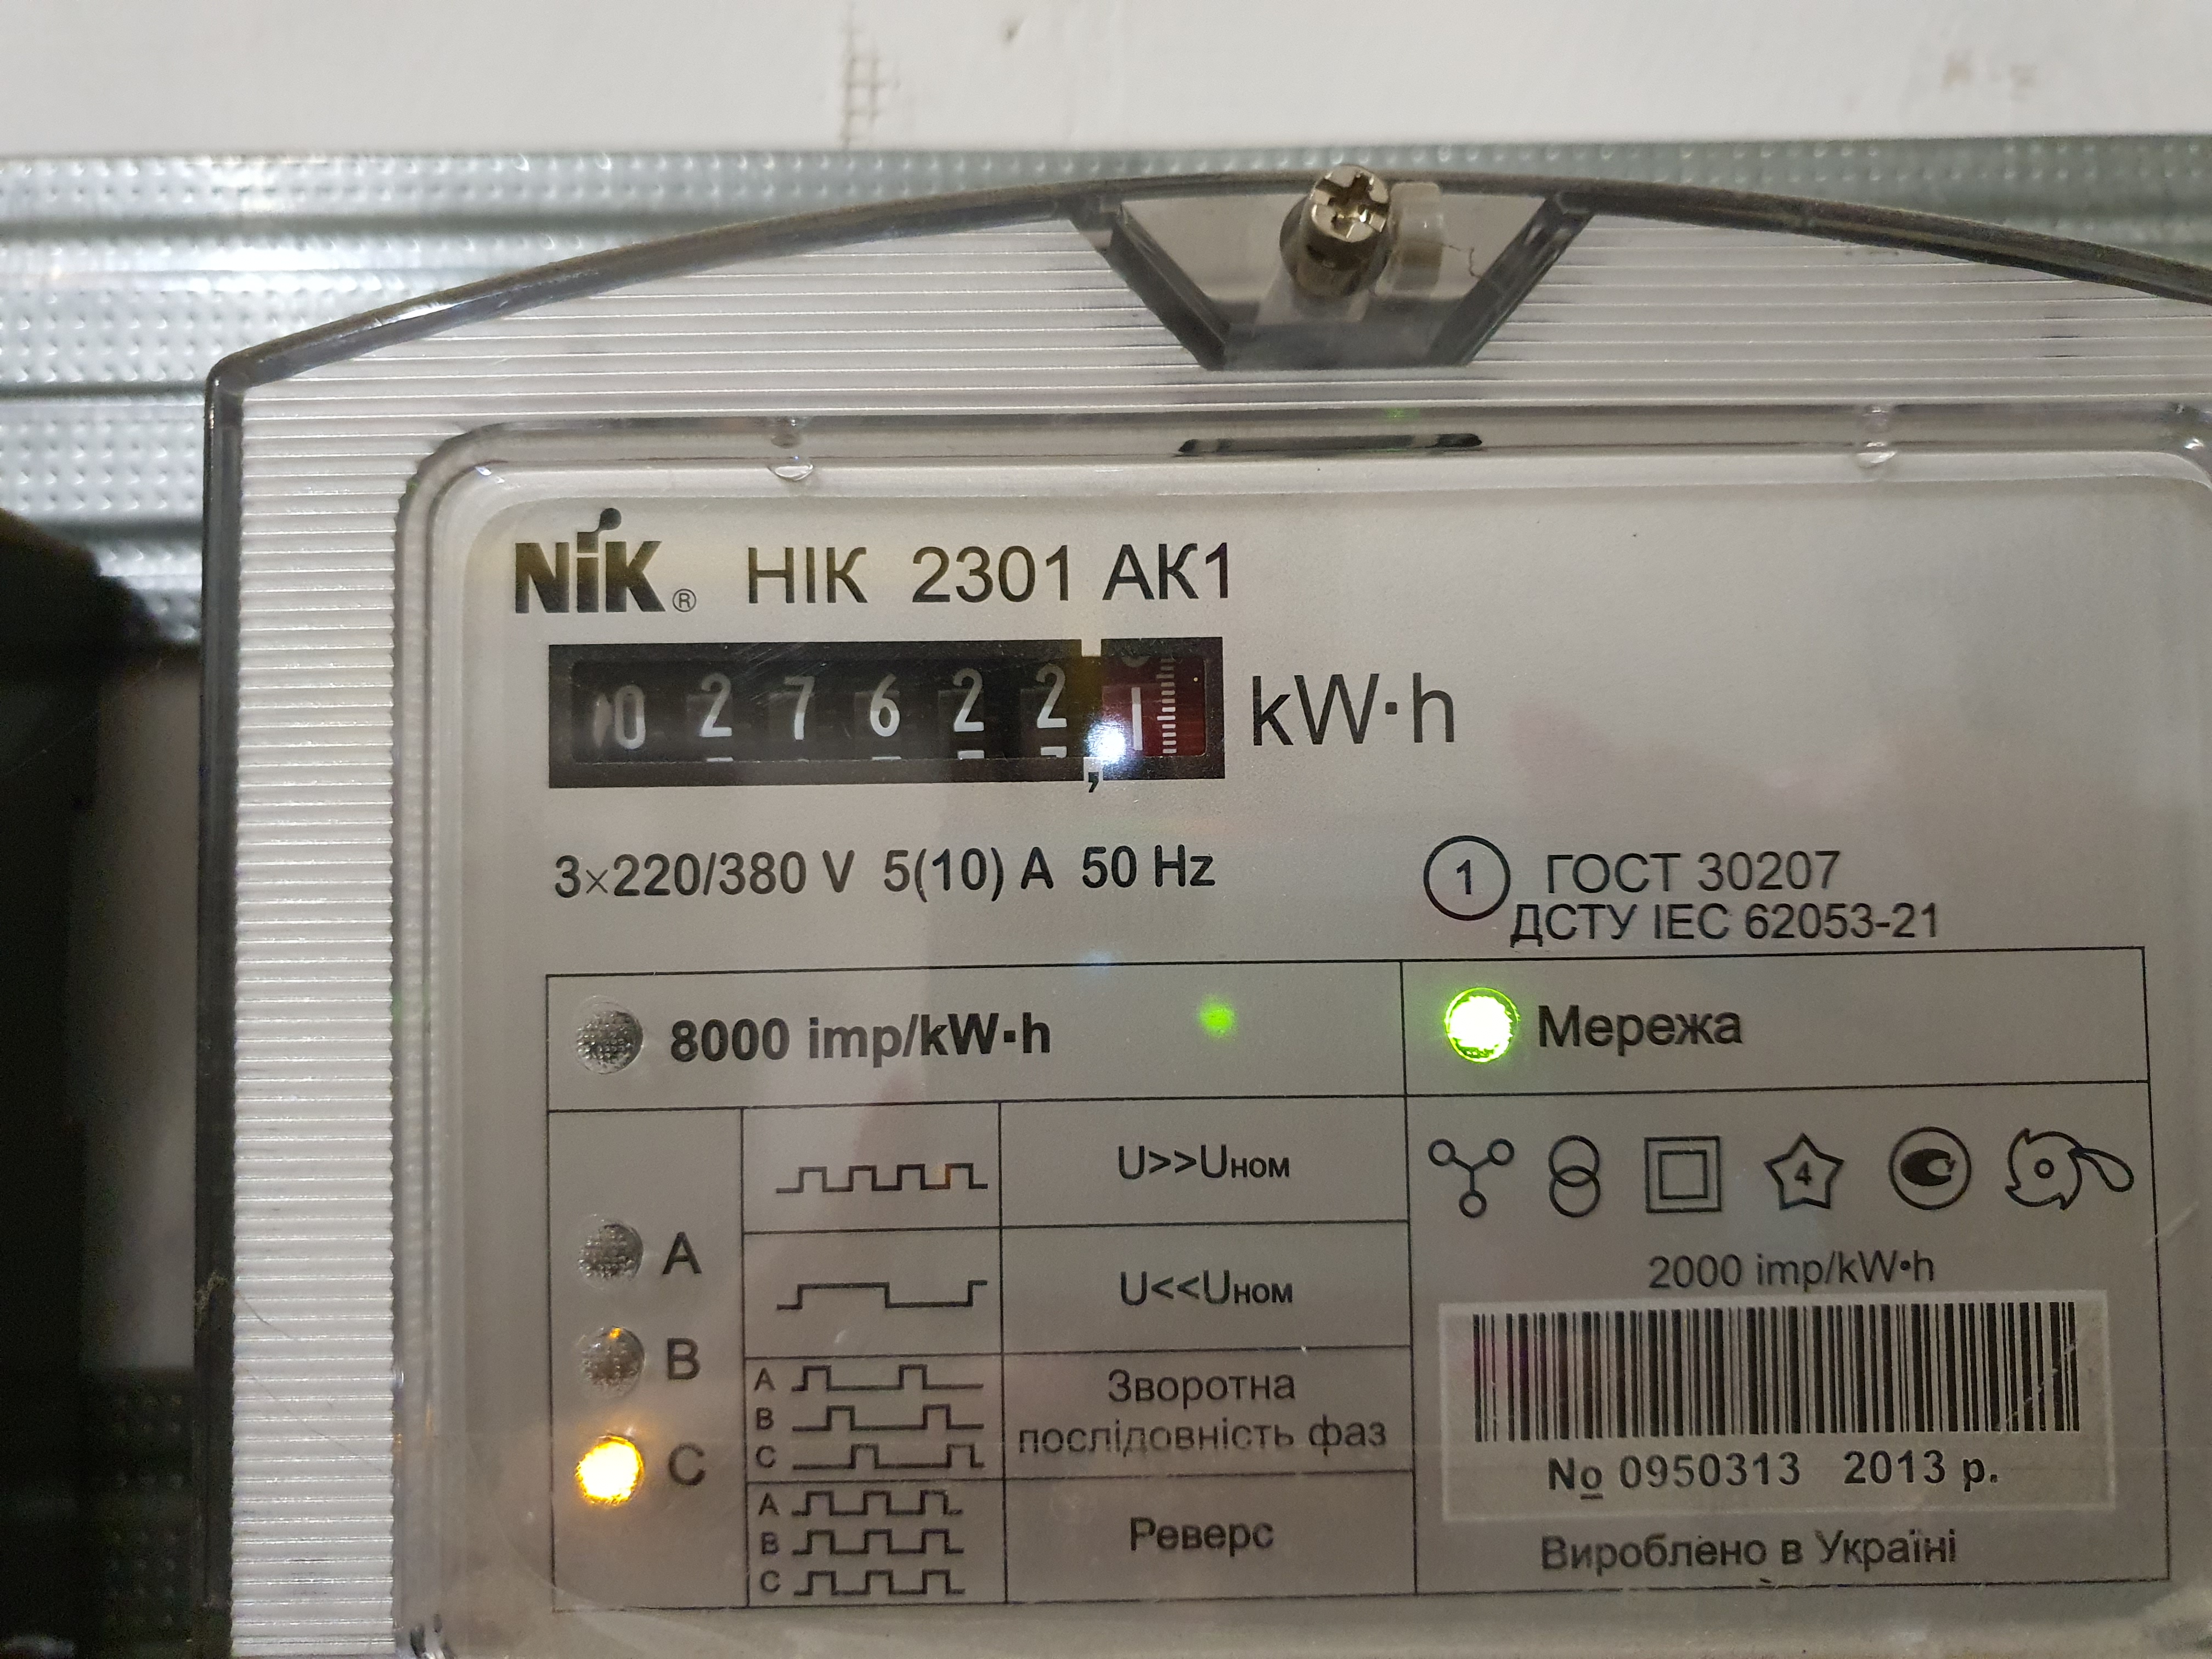 NiK® НІК 2301 АК1
0 2 7 6 2 2 , 1 kW·h
3×220/380 V 5(10) A 50 Hz
1 ГОСТ 30207
ДСТУ IEC 62053-21
8000 imp/kW·h
Мережа
U>>Uном
4
A
U<<Uном
2000 imp/kW·h
B
A
B
C
Зворотна
послідовність фаз
C
№ 0950313 2013 р.
A
B
C
Реверс
Вироблено в Україні